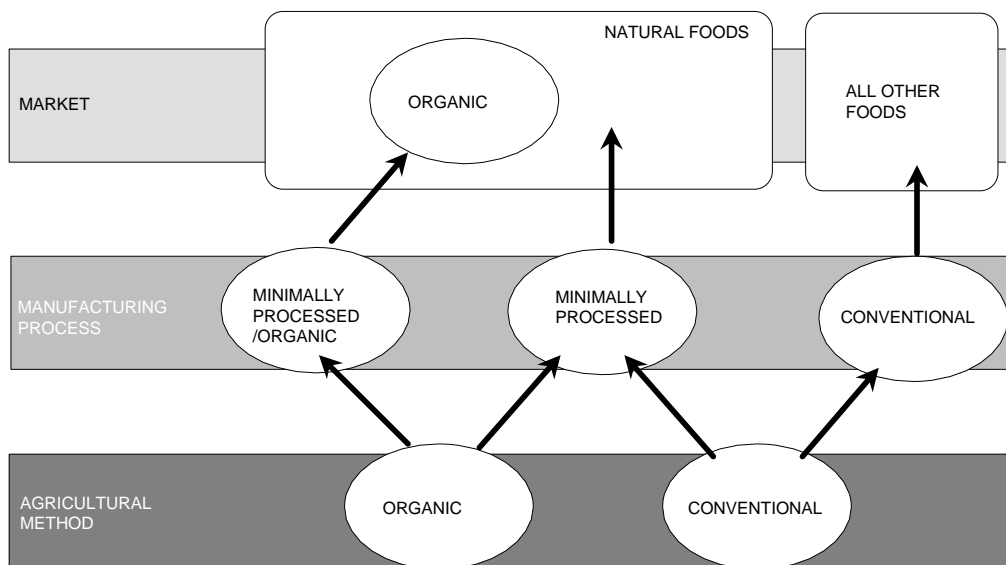 NATURAL FOODS
MARKET
ORGANIC
ALL OTHER
FOODS
MANUFACTURING
PROCESS
MINIMALLY
PROCESSED
/ORGANIC
MINIMALLY
PROCESSED
CONVENTIONAL
AGRICULTURAL
METHOD
ORGANIC
CONVENTIONAL